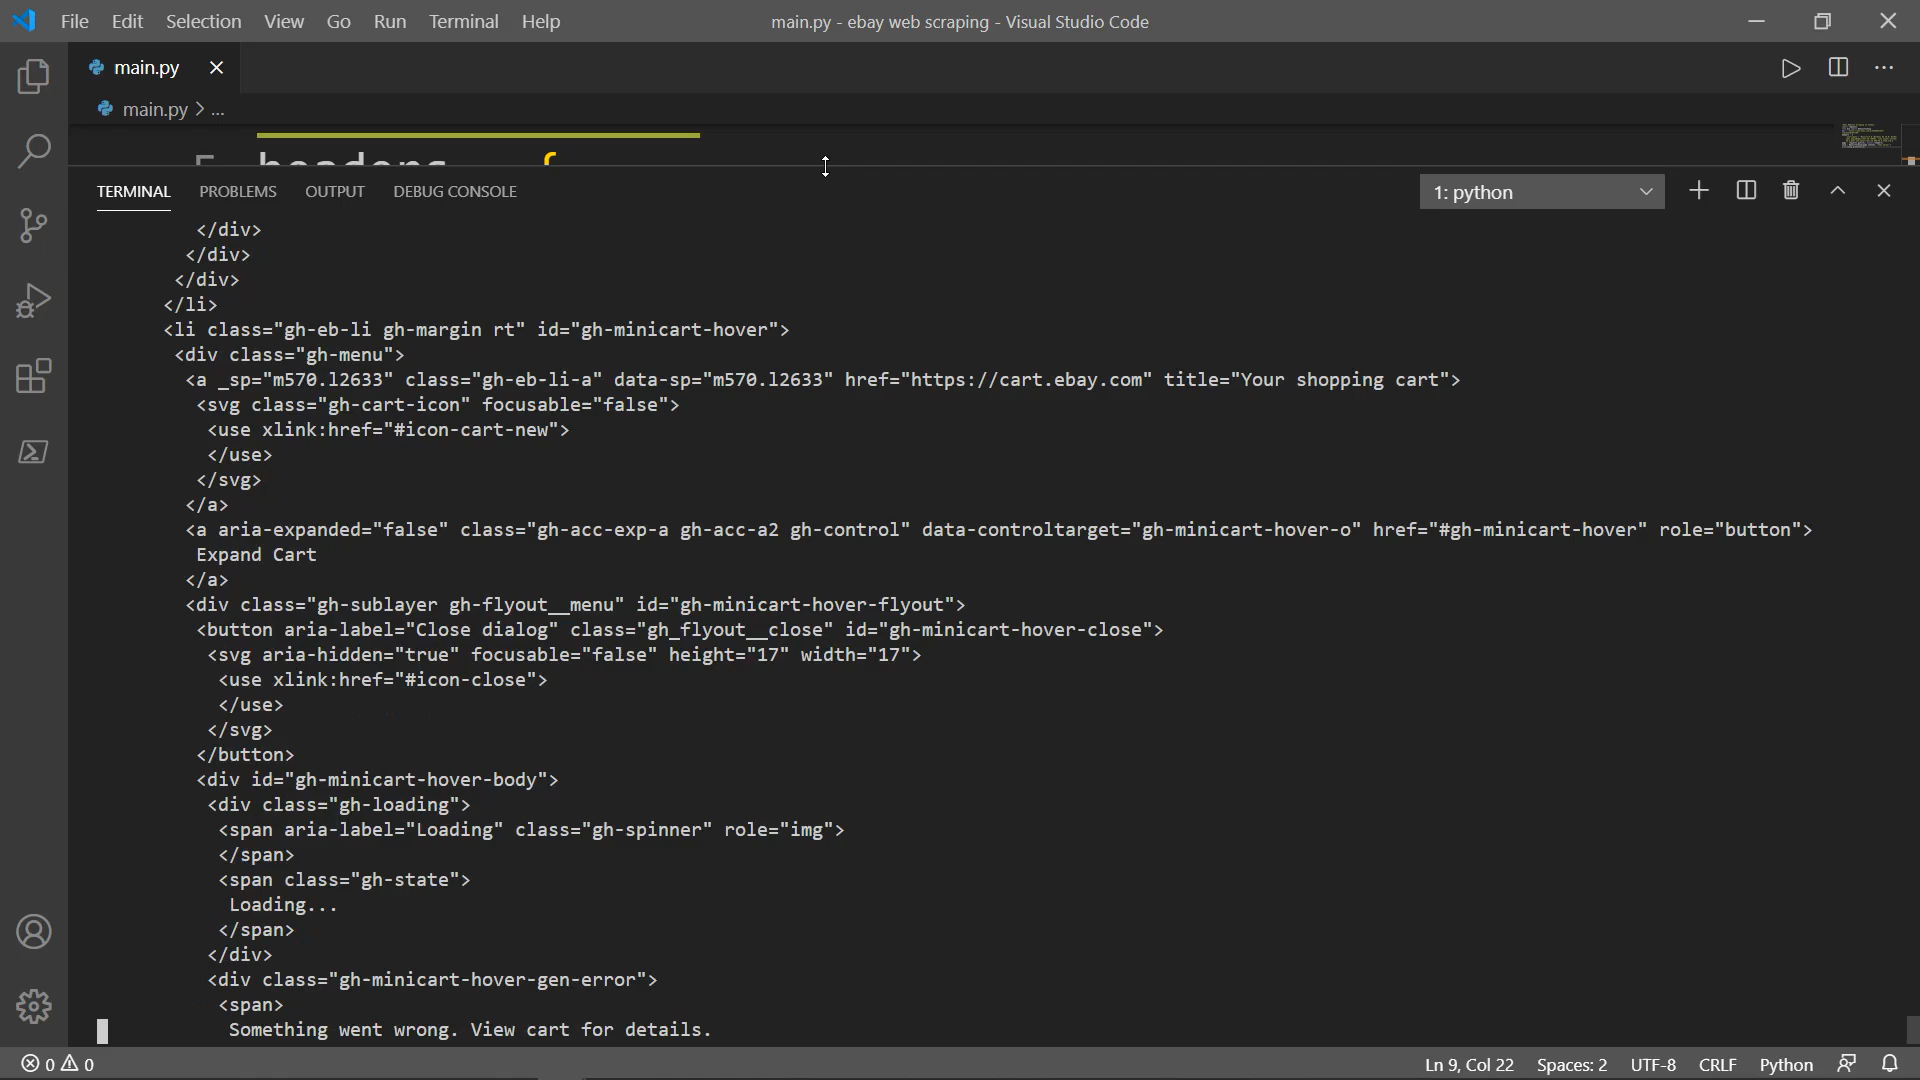 File Edit Selection View Go Run Terminal Help
main.py - ebay web scraping - Visual Studio Code
main.py
main.py > ...
5 headers {
TERMINAL PROBLEMS OUTPUT DEBUG CONSOLE
1: python
</div>
</div>
</div>
</li>
<li class="gh-eb-li gh-margin rt" id="gh-minicart-hover">
<div class="gh-menu">
<a _sp="m570.l2633" class="gh-eb-li-a" data-sp="m570.l2633" href="https://cart.ebay.com" title="Your shopping cart">
<svg class="gh-cart-icon" focusable="false">
<use xlink:href="#icon-cart-new">
</use>
</svg>
</a>
<a aria-expanded="false" class="gh-acc-exp-a gh-acc-a2 gh-control" data-controltarget="gh-minicart-hover-o" href="#gh-minicart-hover" role="button">
Expand Cart
</a>
<div class="gh-sublayer gh-flyout__menu" id="gh-minicart-hover-flyout">
<button aria-label="Close dialog" class="gh_flyout__close" id="gh-minicart-hover-close">
<svg aria-hidden="true" focusable="false" height="17" width="17">
<use xlink:href="#icon-close">
</use>
</svg>
</button>
<div id="gh-minicart-hover-body">
<div class="gh-loading">
<span aria-label="Loading" class="gh-spinner" role="img">
</span>
<span class="gh-state">
Loading...
</span>
</div>
<div class="gh-minicart-hover-gen-error">
<span>
Something went wrong. View cart for details.
0 0
Ln 9, Col 22 Spaces: 2 UTF-8 CRLF Python